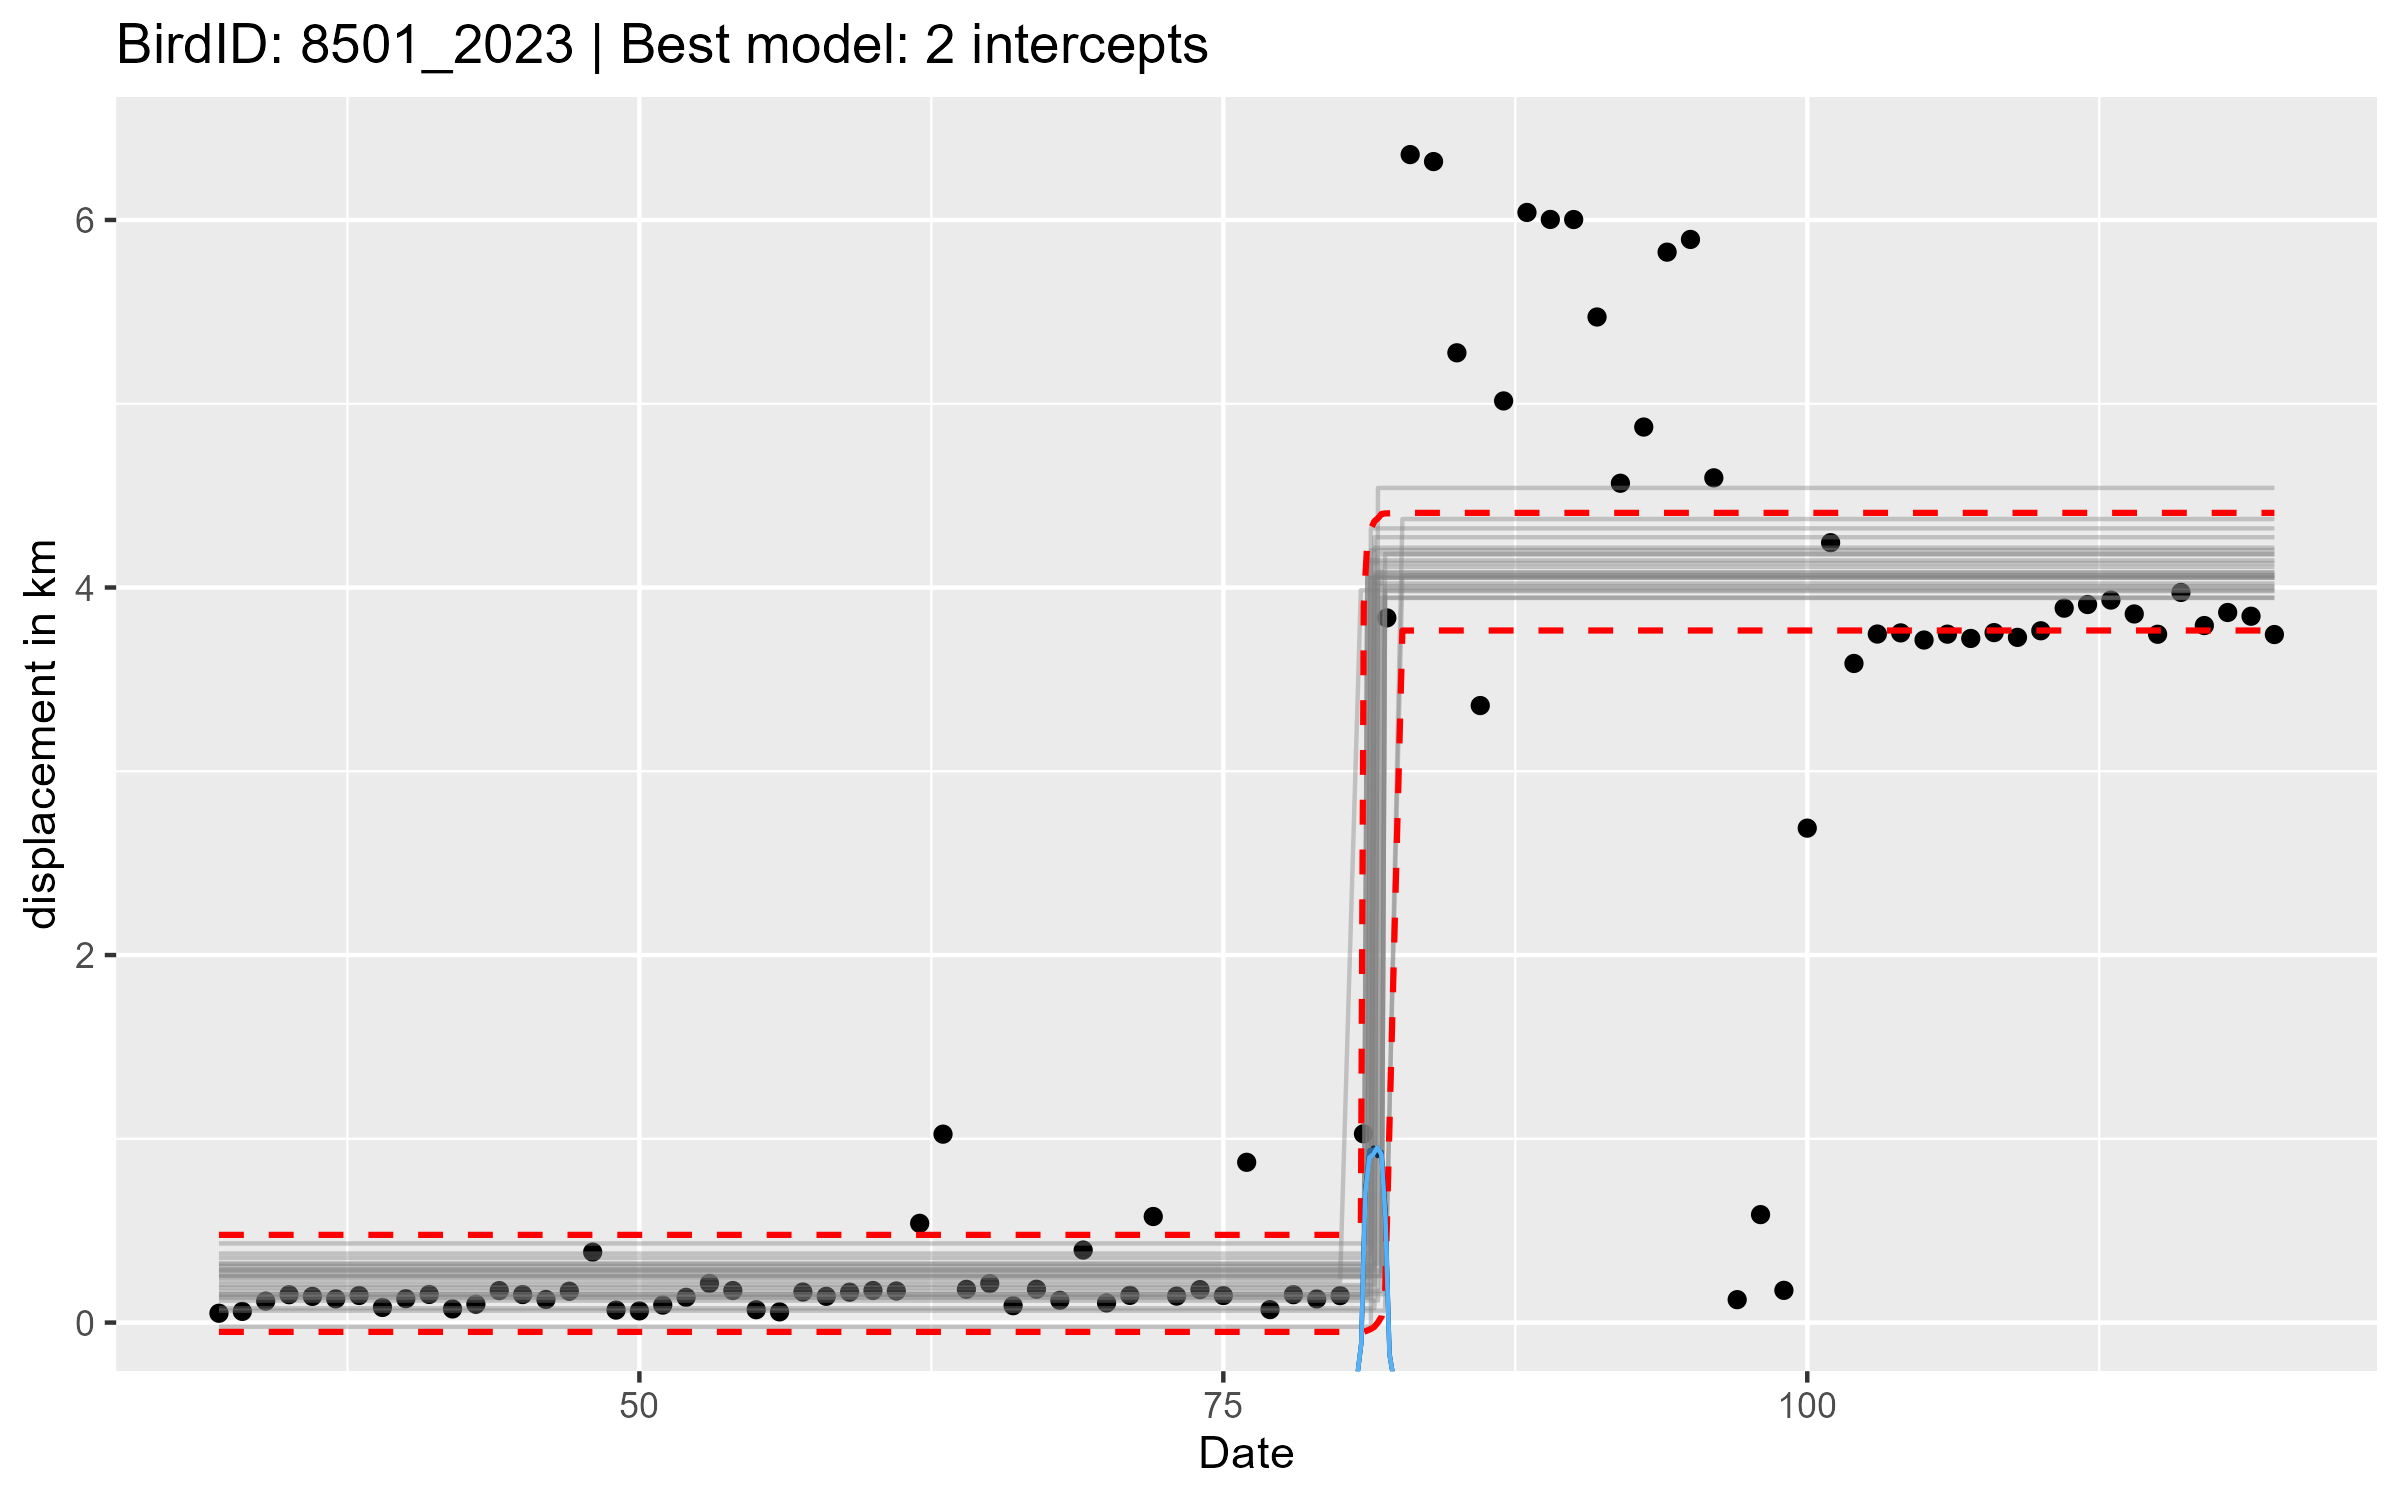 BirdID: 8501_2023 | Best model: 2 intercepts
displacement in km
6
4
2
0
50
75
100
Date